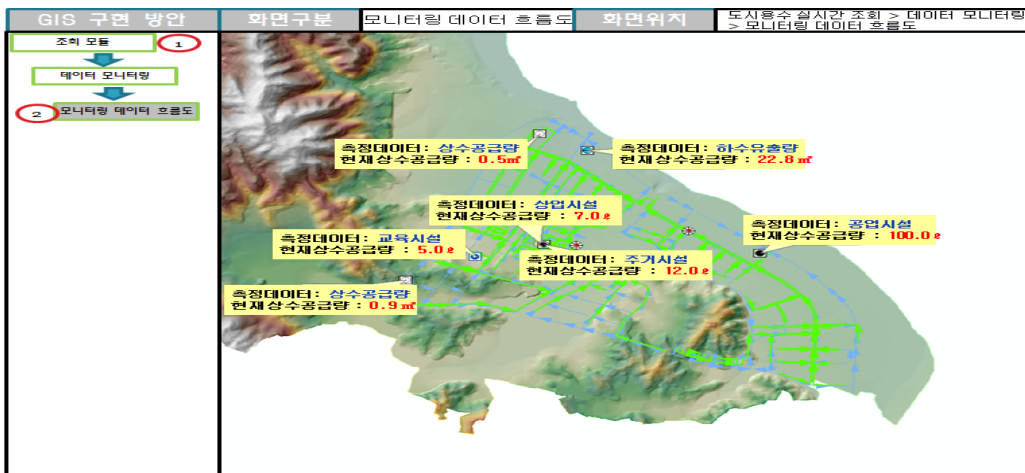 GIS 구현 방안
화면구분
모니터링 데이터 흐름도
화면위치
도시용수 실시간 조회 > 데이터 모니터링
> 모니터링 데이터 흐름도
조회 모듈
1
데이터 모니터링
2
모니터링 데이터 흐름도
측정데이터 : 상수공급량
현재상수공급량 : 0.5㎥
측정데이터 : 하수유출량
현재상수공급량 : 22.8㎥
측정데이터 : 상업시설
현재상수공급량 : 7.0ℓ
측정데이터 : 공업시설
현재상수공급량 : 100.0ℓ
측정데이터 : 교육시설
현재상수공급량 : 5.0ℓ
측정데이터 : 주거시설
현재상수공급량 : 12.0ℓ
측정데이터 : 상수공급량
현재상수공급량 : 0.9㎥